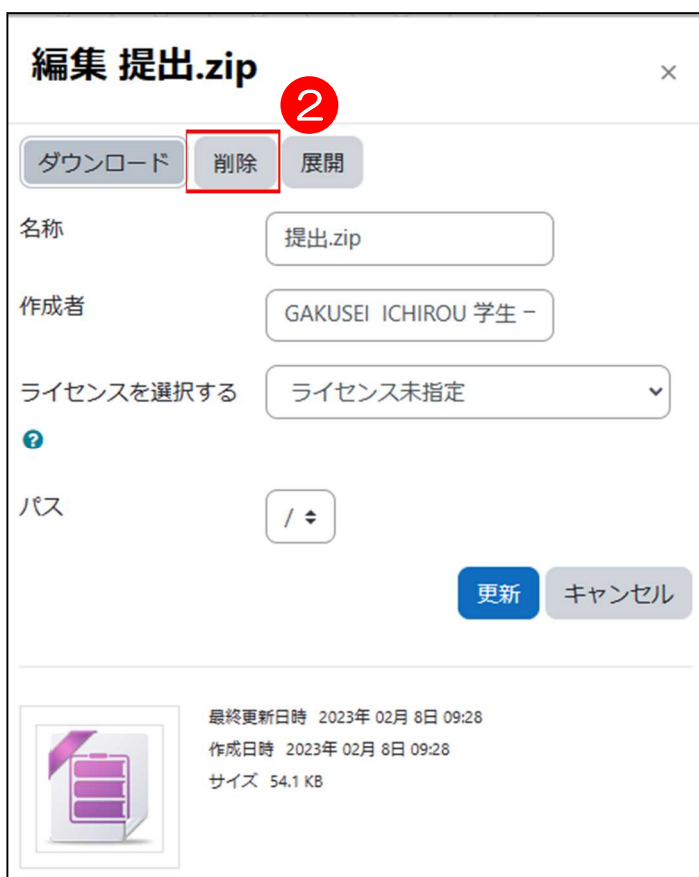 編集 提出.zip
×
2
ダウンロード 削除 展開
名称 提出.zip
作成者 GAKUSEI ICHIROU 学生 ー
ライセンスを選択する ライセンス未指定
?
パス /
更新 キャンセル
最終更新日時 2023年 02月 8日 09:28
作成日時 2023年 02月 8日 09:28
サイズ 54.1 KB